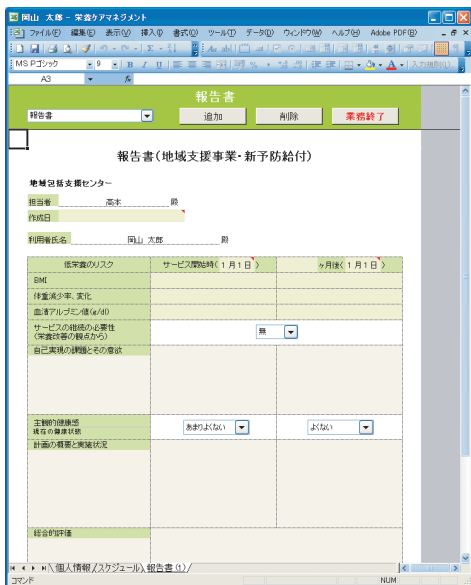 岡山 太郎 - 栄養ケアマネジメント
ファイル(F) 編集(E) 表示(V) 挿入(I) 書式(O) ツール(T) データ(D) ウィンドウ(W) ヘルプ(H) Adobe PDF(B)
MS Pゴシック 9 B I U
A3 fx
報告書
報告書 追加 削除 業務終了
報告書(地域支援事業・新予防給付)
地域包括支援センター
担当者 高本 殿
作成日
利用者氏名 岡山 太郎 殿
低栄養のリスク サービス開始時( 1月1日 ) ヶ月後( 1月1日 )
BMI
体重減少率、変化
血清アルブミン値(g/dl)
サービスの継続の必要性
(栄養改善の観点から) 無
自己実現の課題とその意欲
主観的健康感
現在の健康状態 あまりよくない よくない
計画の概要と実施状況
総合的評価
個人情報 スケジュール 報告書(1)
コマンド NUM